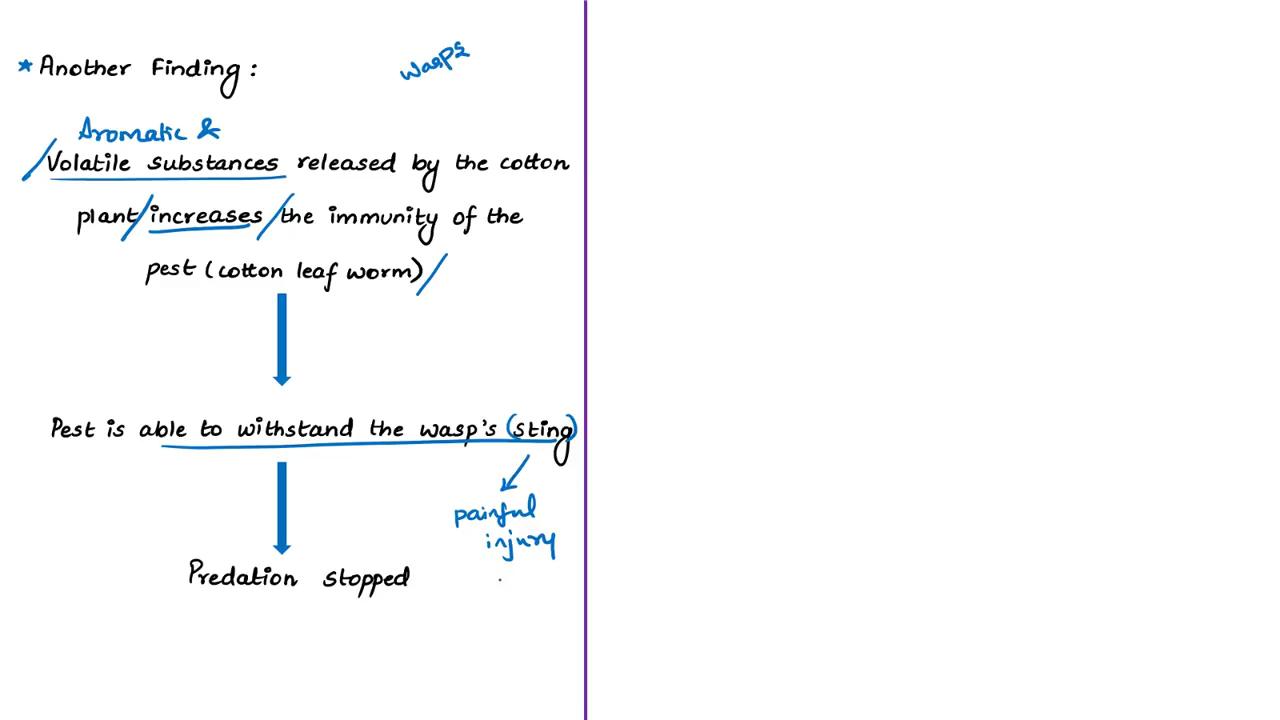 * Another Finding:
wasps
Aromatic &
Volatile substances released by the cotton
plant/increases/the immunity of the
pest (cotton leaf worm)/
Pest is able to withstand the wasp's (sting)
painful
injury
Predation stopped